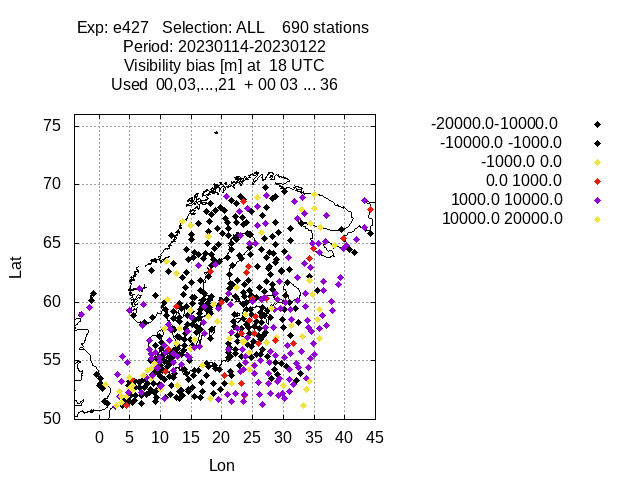 Exp: e427 Selection: ALL 690 stations
Period: 20230114-20230122
Visibility bias [m] at 18 UTC
Used 00,03,...,21 + 00 03 ... 36
-20000.0-10000.0
-10000.0 -1000.0
-1000.0 0.0
0.0 1000.0
1000.0 10000.0
10000.0 20000.0
75
70
65
60
55
50
Lat
0 5 10 15 20 25 30 35 40 45
Lon